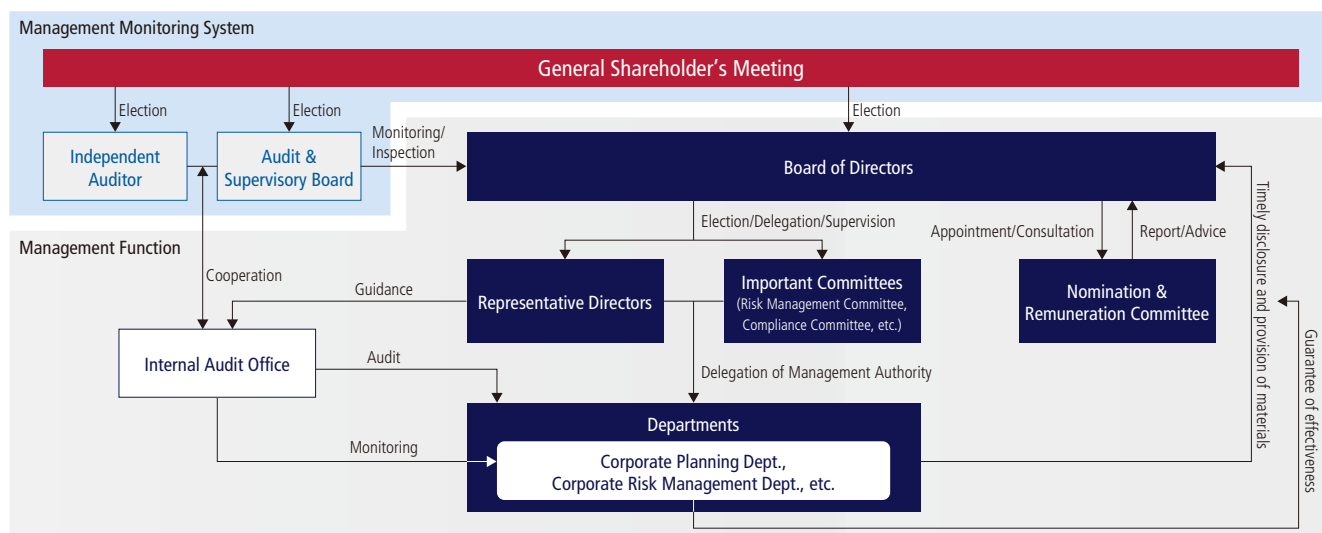 Management Monitoring System
General Shareholder's Meeting
Election
Election
Election
Independent
Auditor
Audit &
Supervisory Board
Monitoring/
Inspection
Board of Directors
Management Function
Election/Delegation/Supervision
Appointment/Consultation
Report/Advice
Cooperation
Guidance
Representative Directors
Important Committees
(Risk Management Committee,
Compliance Committee, etc.)
Nomination &
Remuneration Committee
Internal Audit Office
Audit
Delegation of Management Authority
Departments
Monitoring
Corporate Planning Dept.,
Corporate Risk Management Dept., etc.
Timely disclosure and provision of materials
Guarantee of effectiveness